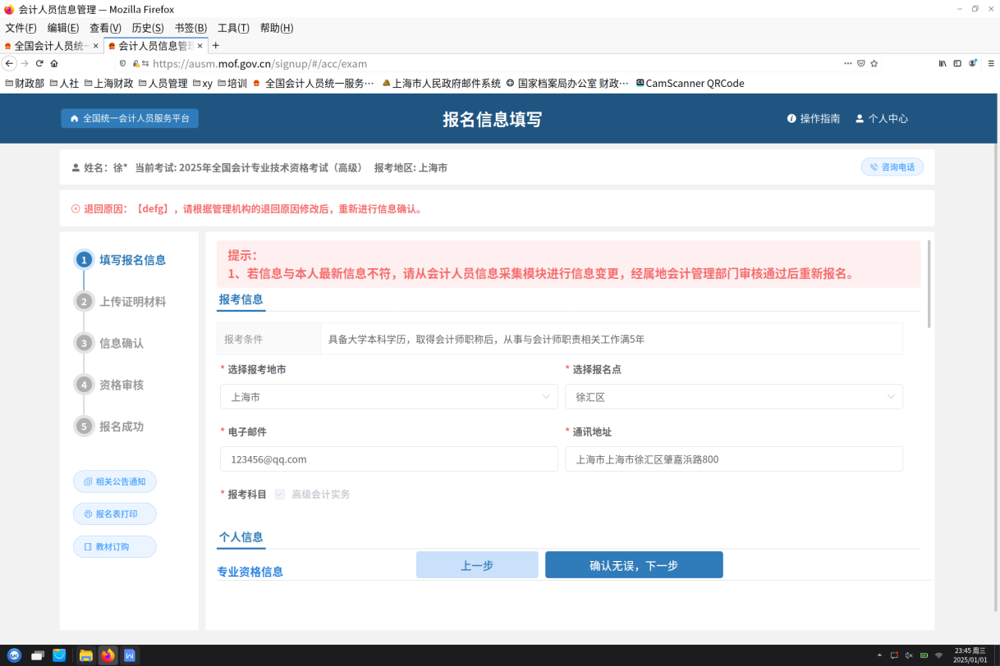 会计人员信息管理 — Mozilla Firefox
文件(F) 编辑(E) 查看(V) 历史(S) 书签(B) 工具(T) 帮助(H)
全国会计人员统一 × 会计人员信息管理 × +
https://ausm.mof.gov.cn/signup/#/acc/exam
财政部 人社 上海财政 人员管理 xy 培训 全国会计人员统一服务… 上海市人民政府邮件系统 国家档案局办公室 财政… CamScanner QRCode
全国统一会计人员服务平台 报名信息填写 操作指南 个人中心
姓名：徐* 当前考试: 2025年全国会计专业技术资格考试（高级） 报考地区: 上海市 咨询电话
退回原因：【defg】，请根据管理机构的退回原因修改后，重新进行信息确认。
1 填写报名信息
2 上传证明材料
3 信息确认
4 资格审核
5 报名成功
相关公告通知
报名表打印
教材订购
提示：
1、若信息与本人最新信息不符，请从会计人员信息采集模块进行信息变更，经属地会计管理部门审核通过后重新报名。
报考信息
报考条件 具备大学本科学历，取得会计师职称后，从事与会计师职责相关工作满5年
* 选择报考地市 * 选择报名点
上海市 徐汇区
* 电子邮件 * 通讯地址
123456@qq.com 上海市上海市徐汇区肇嘉浜路800
* 报考科目 高级会计实务
个人信息
专业资格信息
上一步 确认无误，下一步
23:45 周三
2025/01/01